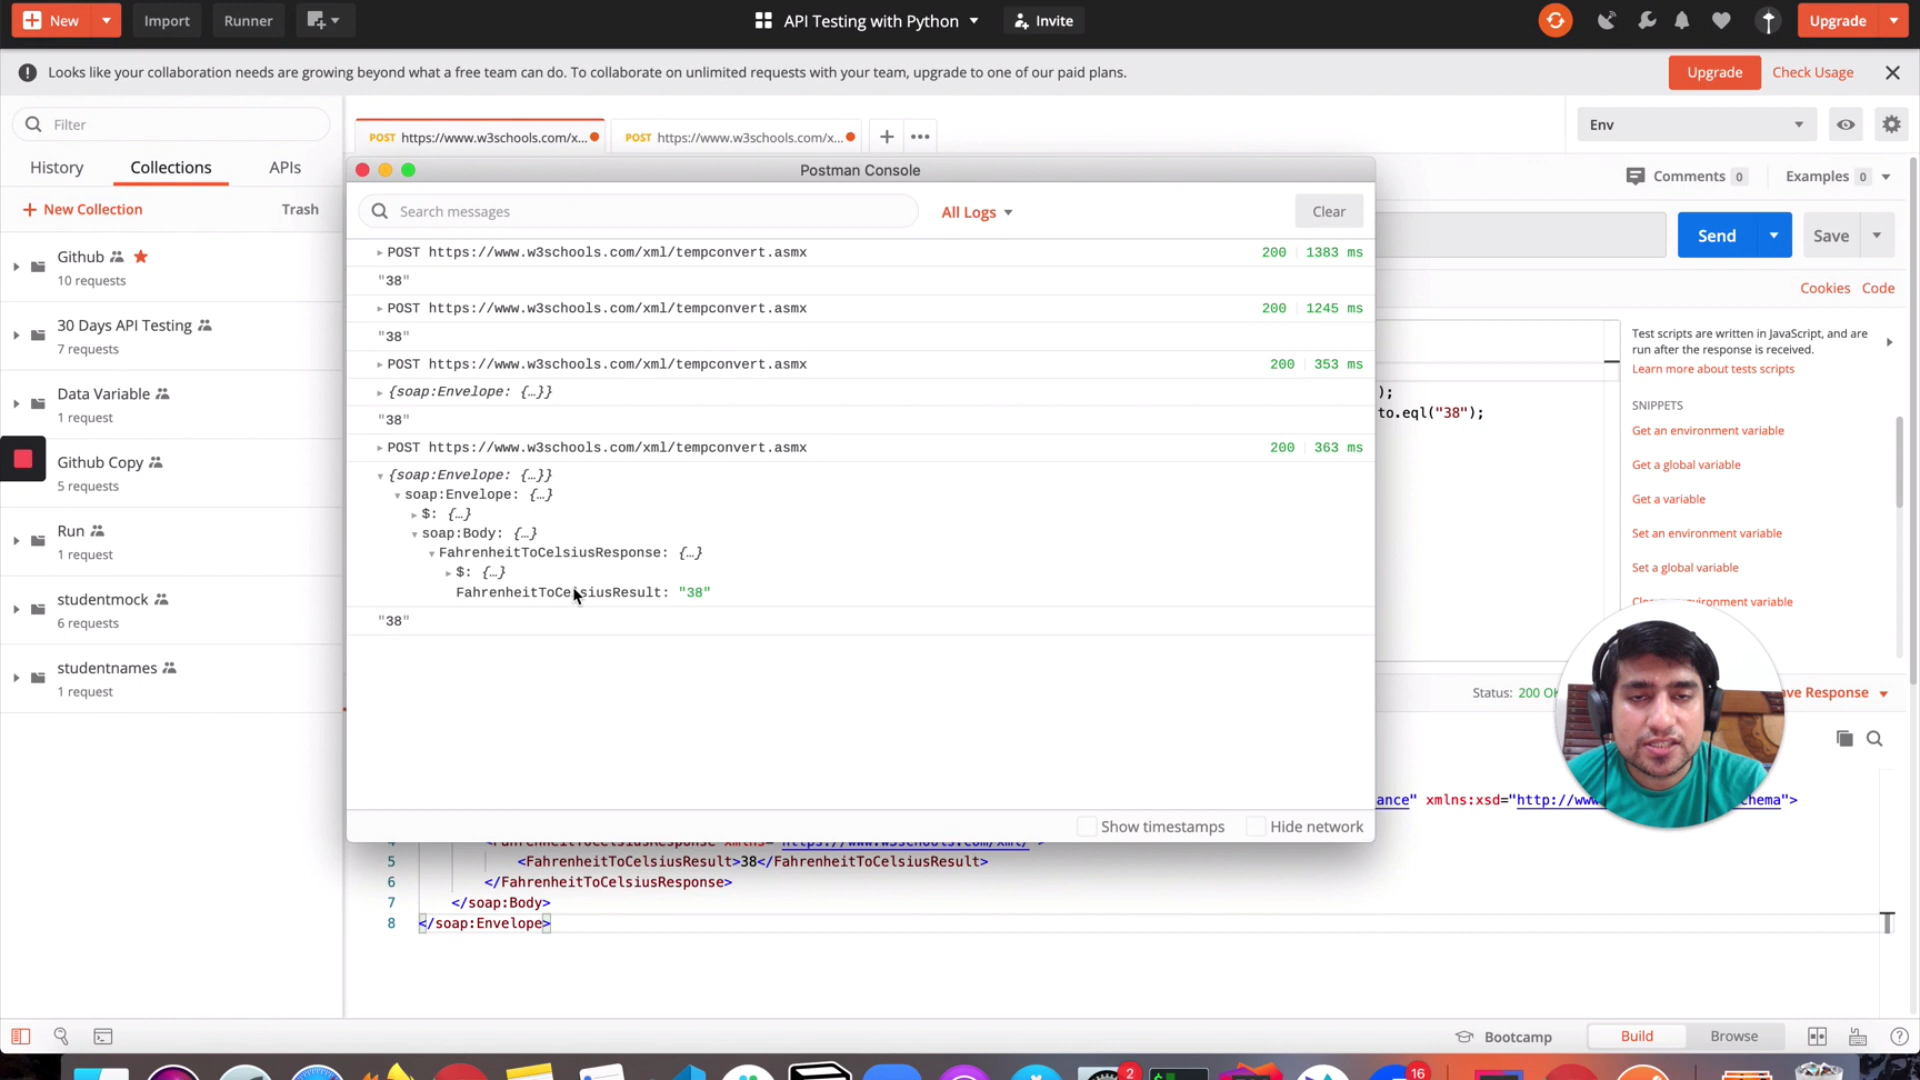 New
Import
Runner
API Testing with Python
Invite
Upgrade
Looks like your collaboration needs are growing beyond what a free team can do. To collaborate on unlimited requests with your team, upgrade to one of our paid plans.
Upgrade
Check Usage
Filter
History
Collections
APIs
New Collection
Trash
Github
10 requests
30 Days API Testing
7 requests
Data Variable
1 request
Github Copy
5 requests
Run
1 request
studentmock
6 requests
studentnames
1 request
POST https://www.w3schools.com/x...
POST https://www.w3schools.com/x...
Env
Comments 0
Examples 0
Send
Save
Cookies
Code
Postman Console
Search messages
All Logs
Clear
POST https://www.w3schools.com/xml/tempconvert.asmx 200 1383 ms
"38"
POST https://www.w3schools.com/xml/tempconvert.asmx 200 1245 ms
"38"
POST https://www.w3schools.com/xml/tempconvert.asmx 200 353 ms
{soap:Envelope: {…}}
"38"
POST https://www.w3schools.com/xml/tempconvert.asmx 200 363 ms
{soap:Envelope: {…}}
soap:Envelope: {…}
$: {…}
soap:Body: {…}
FahrenheitToCelsiusResponse: {…}
$: {…}
FahrenheitToCelsiusResult: "38"
"38"
Show timestamps
Hide network
);
to.eql("38");
Test scripts are written in JavaScript, and are
run after the response is received.
Learn more about tests scripts
SNIPPETS
Get an environment variable
Get a global variable
Get a variable
Set an environment variable
Set a global variable
Status: 200 OK
Response
ance" xmlns:xsd="http://ww
hema">
5 <FahrenheitToCelsiusResult>38</FahrenheitToCelsiusResult>
6 </FahrenheitToCelsiusResponse>
7 </soap:Body>
8 </soap:Envelope>
Bootcamp
Build
Browse
2
16